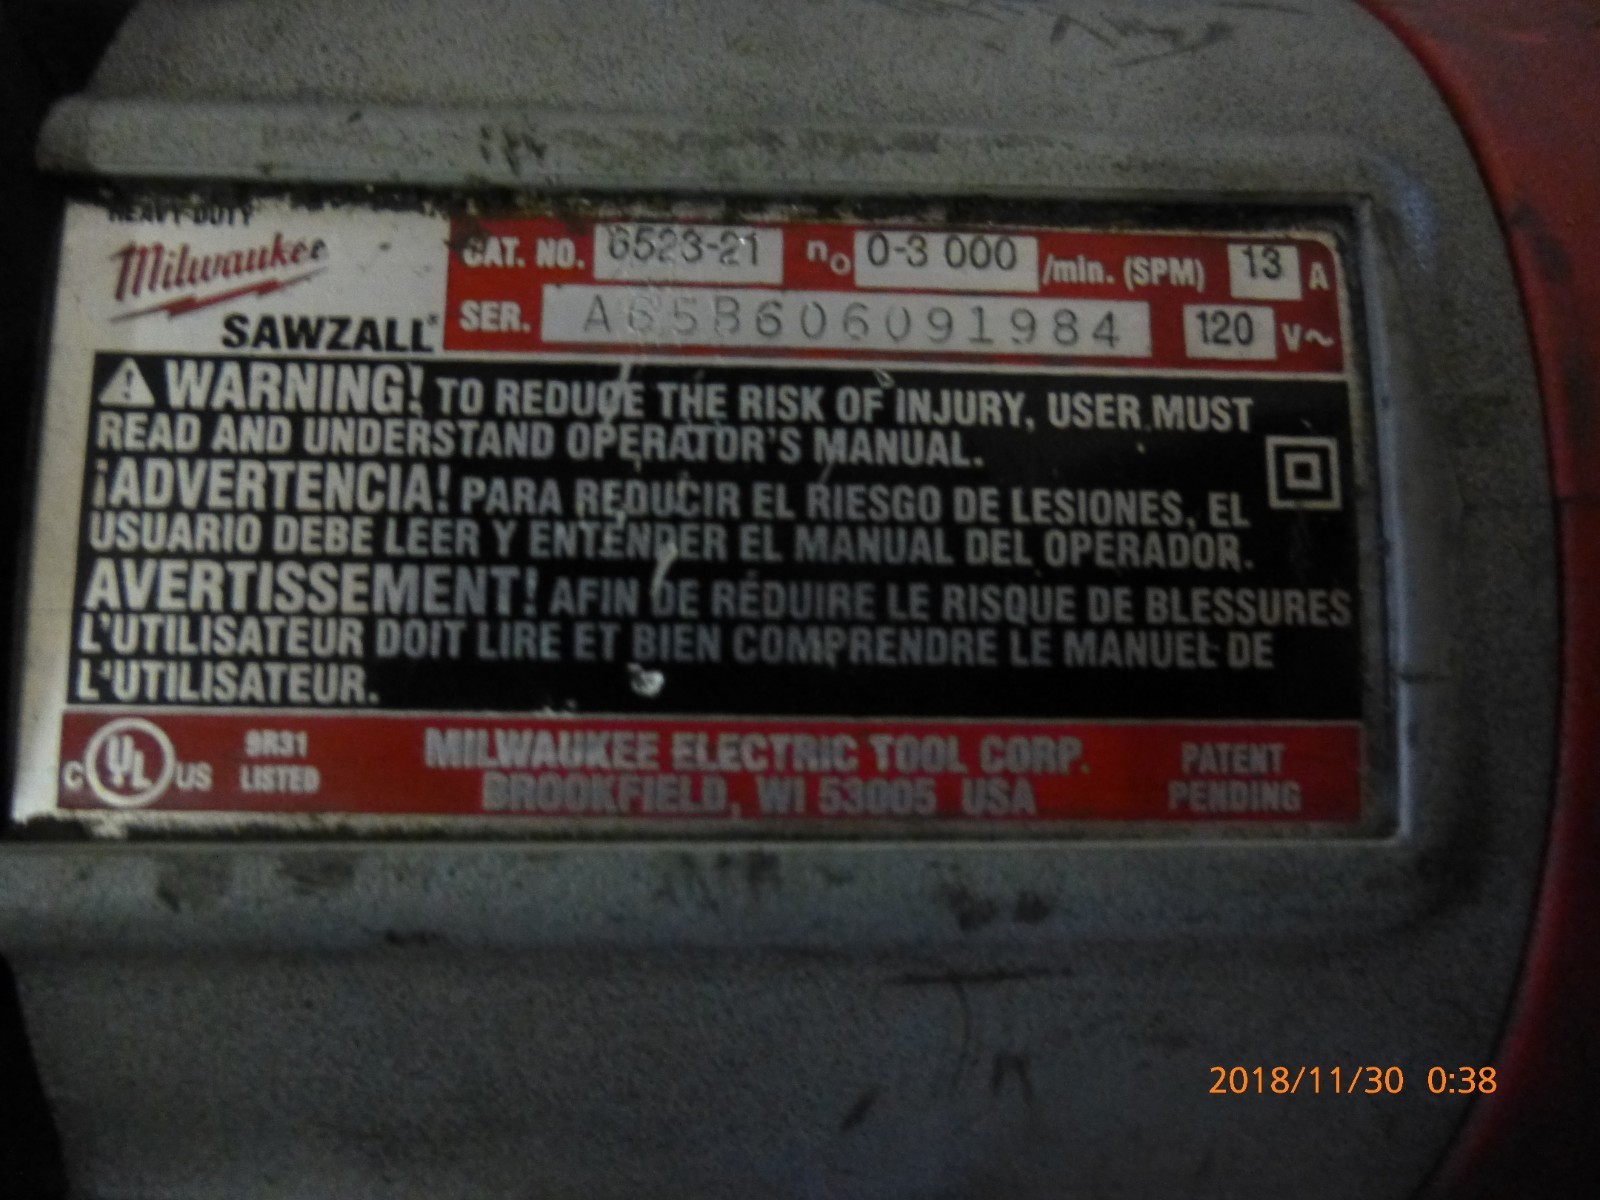 HEAVY-DUTY
Milwaukee
SAWZALL®
CAT. NO. 6523-21 n₀ 0-3 000 /min. (SPM) 13 A
SER. A65B606091984 120 V~
WARNING! TO REDUCE THE RISK OF INJURY, USER MUST
READ AND UNDERSTAND OPERATOR'S MANUAL.
¡ADVERTENCIA! PARA REDUCIR EL RIESGO DE LESIONES, EL
USUARIO DEBE LEER Y ENTENDER EL MANUAL DEL OPERADOR.
AVERTISSEMENT! AFIN DE RÉDUIRE LE RISQUE DE BLESSURES
L'UTILISATEUR DOIT LIRE ET BIEN COMPRENDRE LE MANUEL DE
L'UTILISATEUR.
C UL US
9R31
LISTED
MILWAUKEE ELECTRIC TOOL CORP.
BROOKFIELD, WI 53005 USA
PATENT
PENDING
2018/11/30 0:38